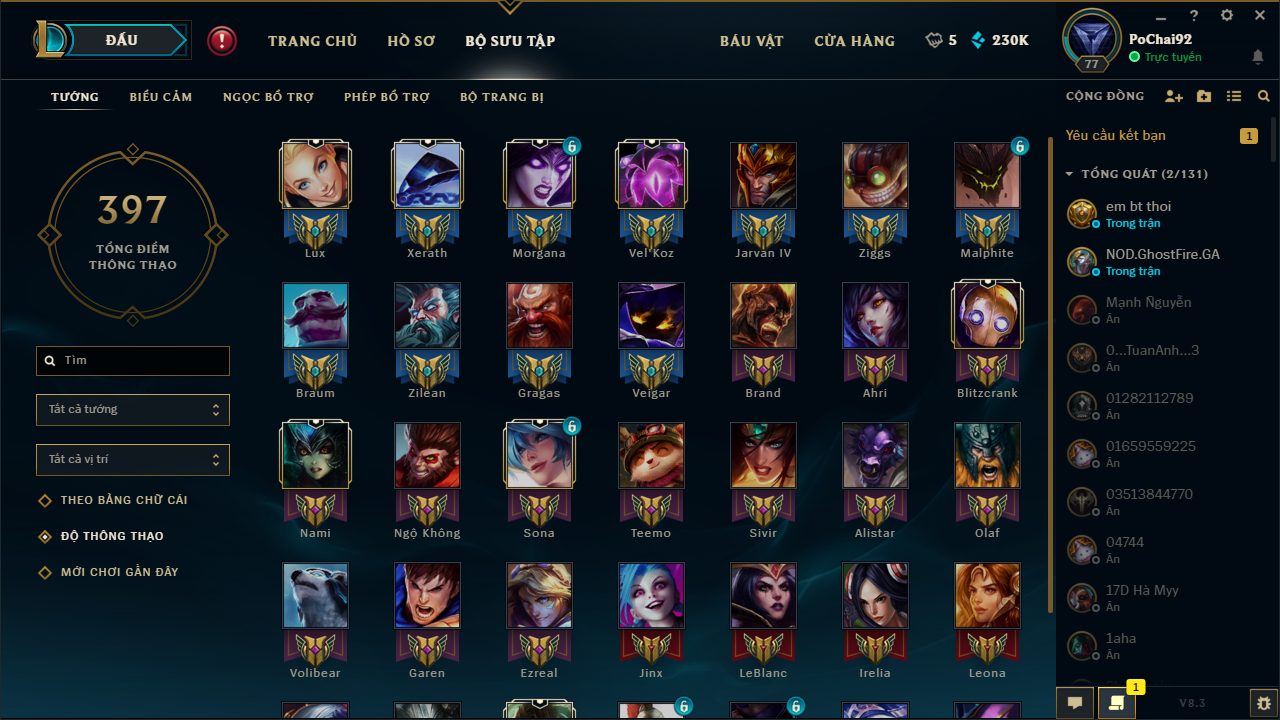 ĐẤU
TRANG CHỦ
HỒ SƠ
BỘ SƯU TẬP
BÁU VẬT
CỬA HÀNG
5
230K
77
PoChai92
Trực tuyến
TƯỚNG
BIỂU CẢM
NGỌC BỔ TRỢ
PHÉP BỔ TRỢ
BỘ TRANG BỊ
CỘNG ĐỒNG
397
TỔNG ĐIỂM
THÔNG THẠO
Tìm
Tất cả tướng
Tất cả vị trí
THEO BẢNG CHỮ CÁI
ĐỘ THÔNG THẠO
MỚI CHƠI GẦN ĐÂY
6
6
Lux
Xerath
Morgana
Vel'Koz
Jarvan IV
Ziggs
Malphite
Braum
Zilean
Gragas
Veigar
Brand
Ahri
Blitzcrank
6
Nami
Ngộ Không
Sona
Teemo
Sivir
Alistar
Olaf
Volibear
Garen
Ezreal
Jinx
LeBlanc
Irelia
Leona
6
6
Yêu cầu kết bạn
1
TỔNG QUÁT (2/131)
em bt thoi
Trong trận
NOD.GhostFire.GA
Trong trận
Mạnh Nguyễn
Ẩn
0...TuanAnh...3
Ẩn
01282112789
Ẩn
01659559225
Ẩn
03513844770
Ẩn
04744
Ẩn
17D Hà Myy
Ẩn
1aha
Ẩn
1
V8.3